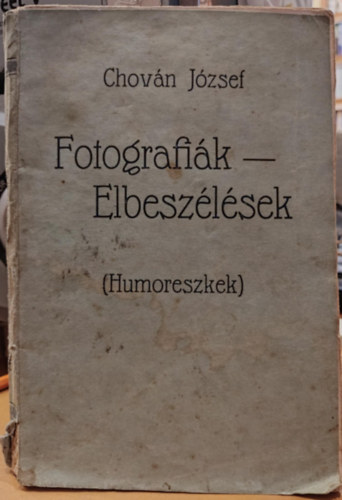 Chován József
Fotografiák —
Elbeszélések
(Humoreszkek)